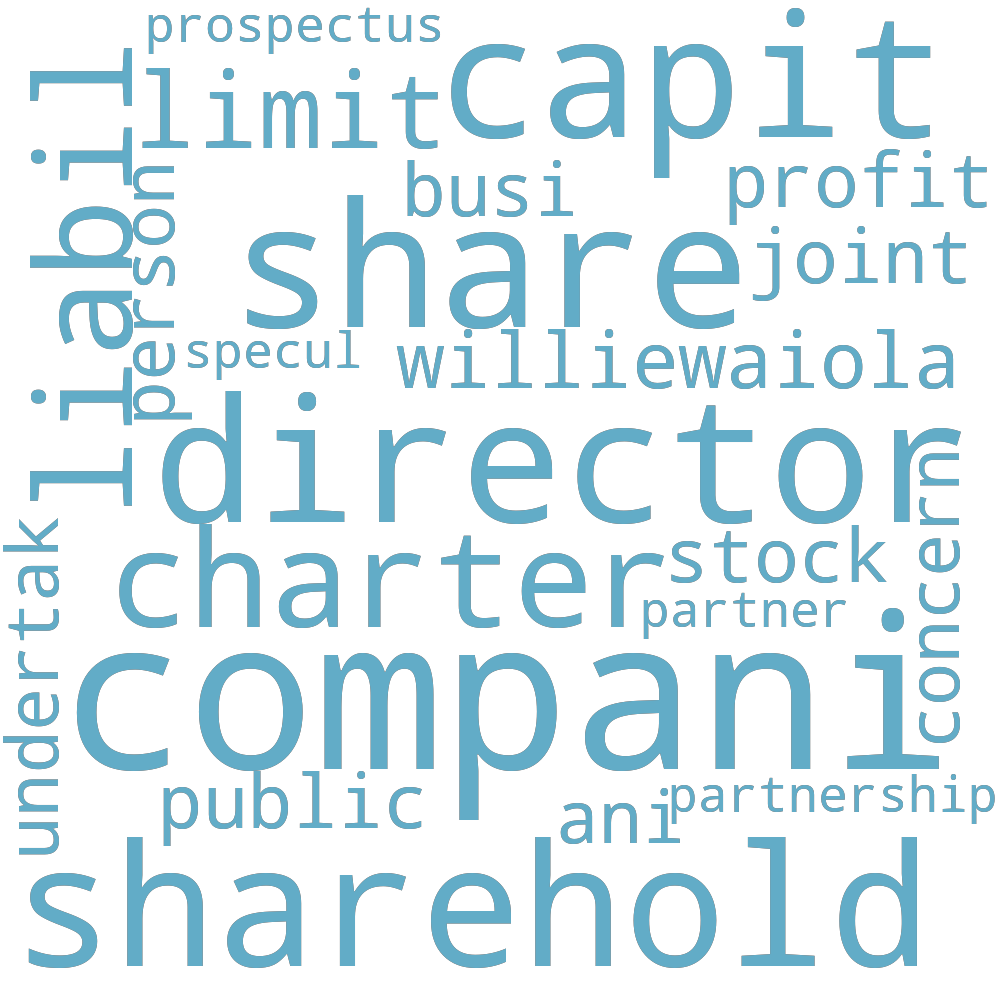 prospectus
capit
limit
liabil
person
busi
profit
share
joint
specul
williewaiola
director
concern
undertak
charter
stock
partner
compani
public
ani
partnership
sharehold